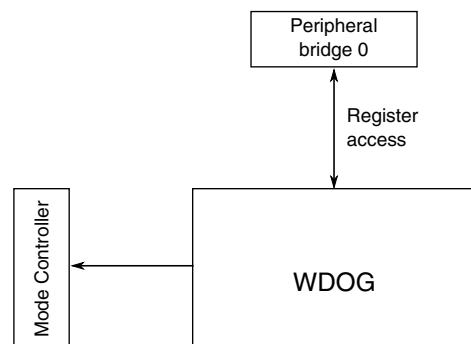 Peripheral
bridge 0
Register
access
Mode Controller
WDOG